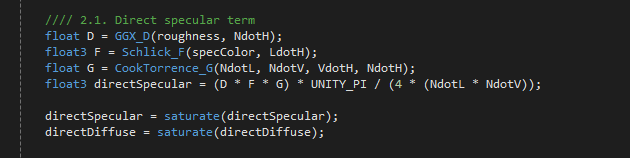 //// 2.1. Direct specular term
float D = GGX_D(roughness, NdotH);
float3 F = Schlick_F(specColor, LdotH);
float G = CookTorrence_G(NdotL, NdotV, VdotH, NdotH);
float3 directSpecular = (D * F * G) * UNITY_PI / (4 * (NdotL * NdotV));
directSpecular = saturate(directSpecular);
directDiffuse = saturate(directDiffuse);